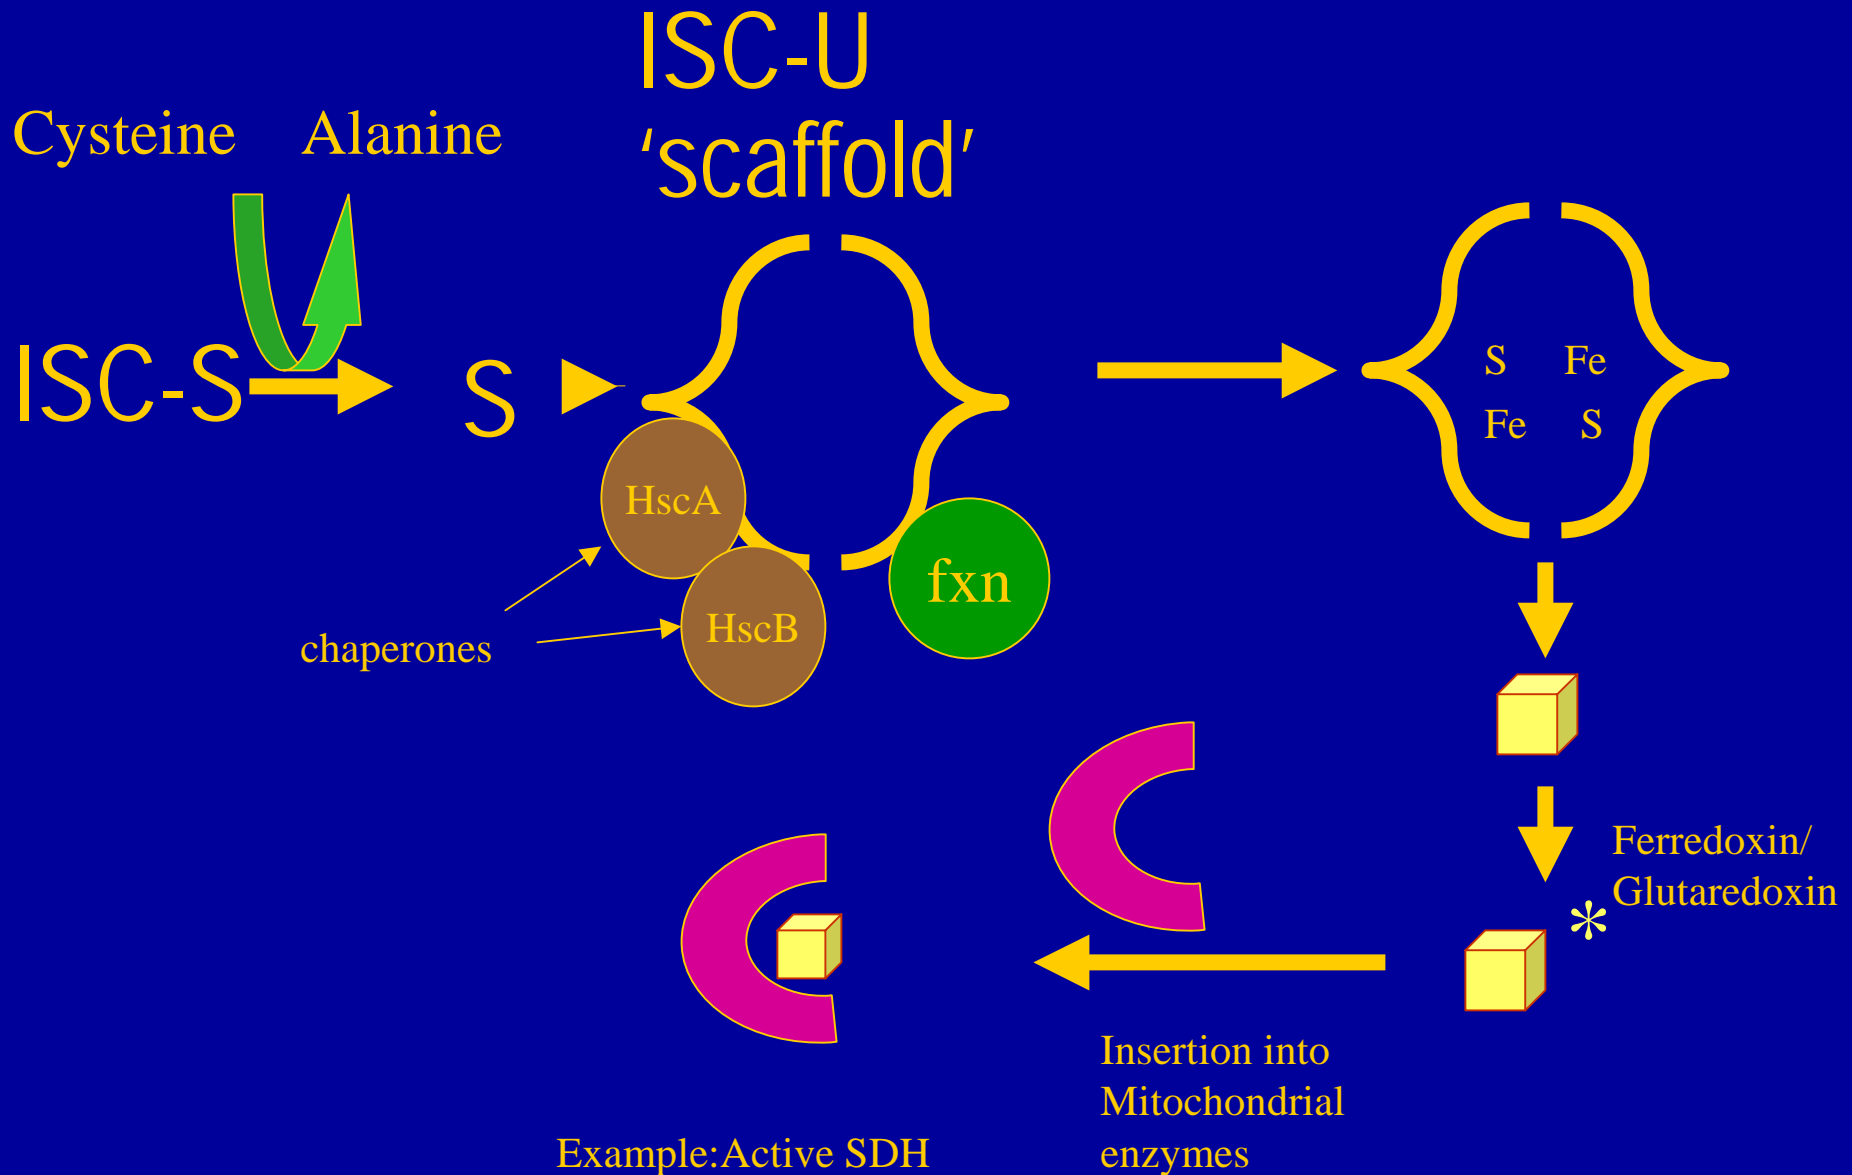 ISC-U
‘scaffold’
Cysteine Alanine
ISC-S
S
S Fe
Fe S
HscA
HscB
fxn
chaperones
Ferredoxin/
Glutaredoxin
*
Insertion into
Mitochondrial
enzymes
Example:Active SDH